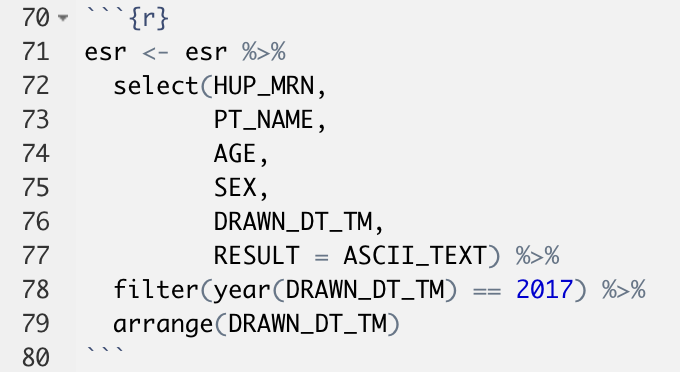 70 ```{r}
71 esr <- esr %>%
72   select(HUP_MRN,
73          PT_NAME,
74          AGE,
75          SEX,
76          DRAWN_DT_TM,
77          RESULT = ASCII_TEXT) %>%
78   filter(year(DRAWN_DT_TM) == 2017) %>%
79   arrange(DRAWN_DT_TM)
80 ```